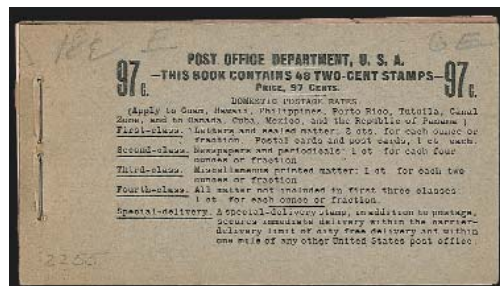 18E E GE
POST OFFICE DEPARTMENT, U. S. A.
97 c. —THIS BOOK CONTAINS 48 TWO-CENT STAMPS— 97 c.
PRICE, 97 CENTS.
DOMESTIC POSTAGE RATES.
(Apply to Guam, Hawaii, Philippines, Porto Rico, Tutuila, Canal
Zone, and to Canada, Cuba, Mexico, and the Republic of Panama)
First-class. Letters and sealed matter: 2 cts. for each ounce or
fraction. Postal cards and post cards, 1 ct. each.
Second-class. Newspapers and periodicals: 1 ct. for each four
ounces or fraction
Third-class. Miscellaneous printed matter: 1 ct. for each two
ounces or fraction
Fourth-class. All matter not included in first three classes:
1 ct. for each ounce or fraction.
Special-delivery. A special-delivery stamp, in addition to postage,
secures immediate delivery within the carrier-
delivery limit of city free delivery and within
one mile of any other United States post office.
2255